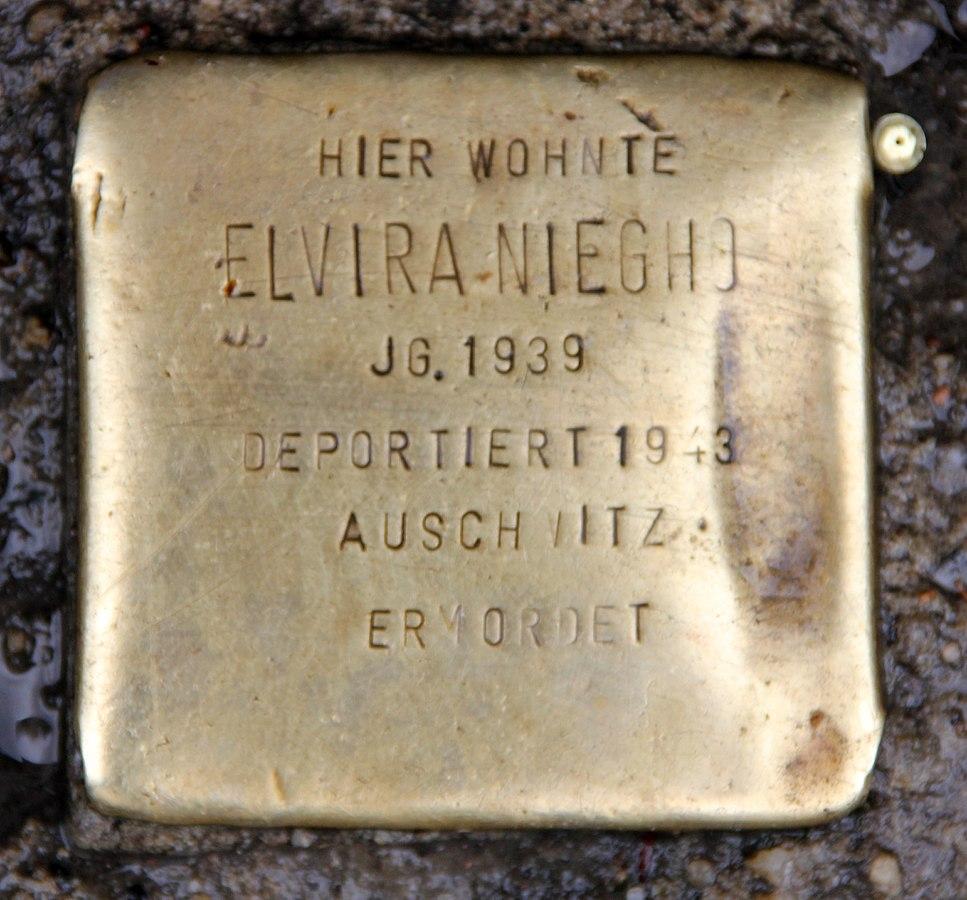 HIER WOHNTE
ELVIRA NIEGHO
JG. 1939
DEPORTIERT 1943
AUSCHWITZ
ERMORDET